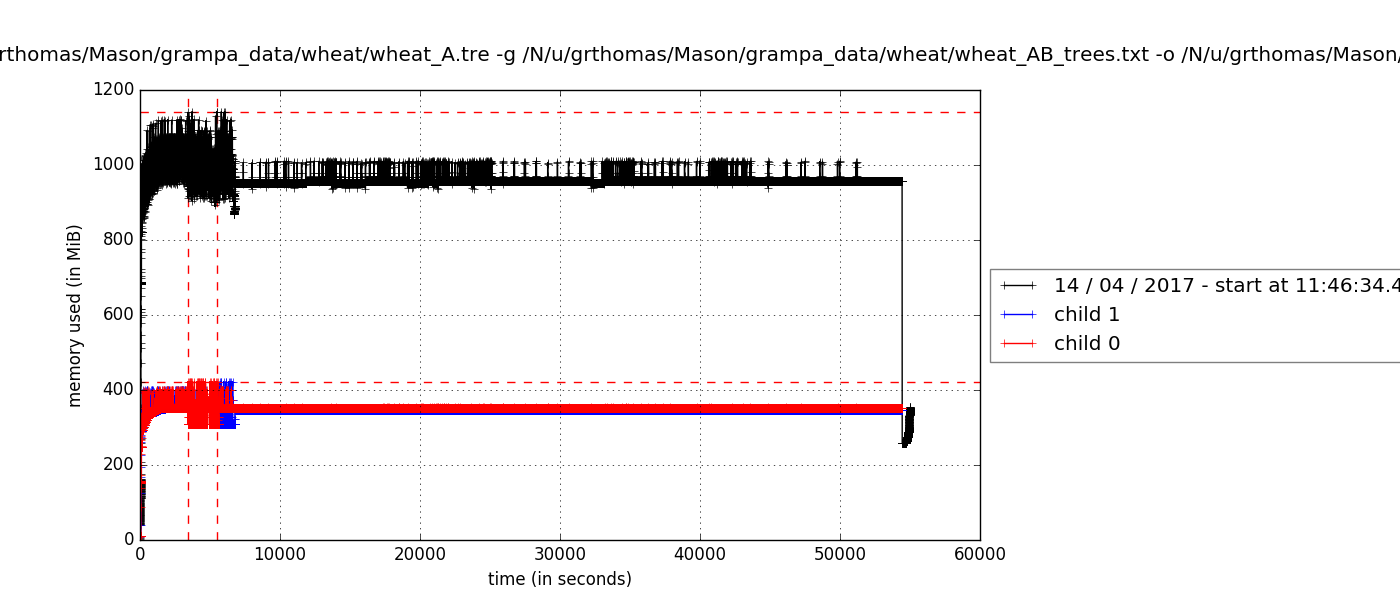 rthomas/Mason/grampa_data/wheat/wheat_A.tre -g /N/u/grthomas/Mason/grampa_data/wheat/wheat_AB_trees.txt -o /N/u/grthomas/Mason/
1200
1000
800
600
400
200
0
memory used (in MiB)
0 10000 20000 30000 40000 50000 60000
time (in seconds)
14 / 04 / 2017 - start at 11:46:34.4
child 1
child 0